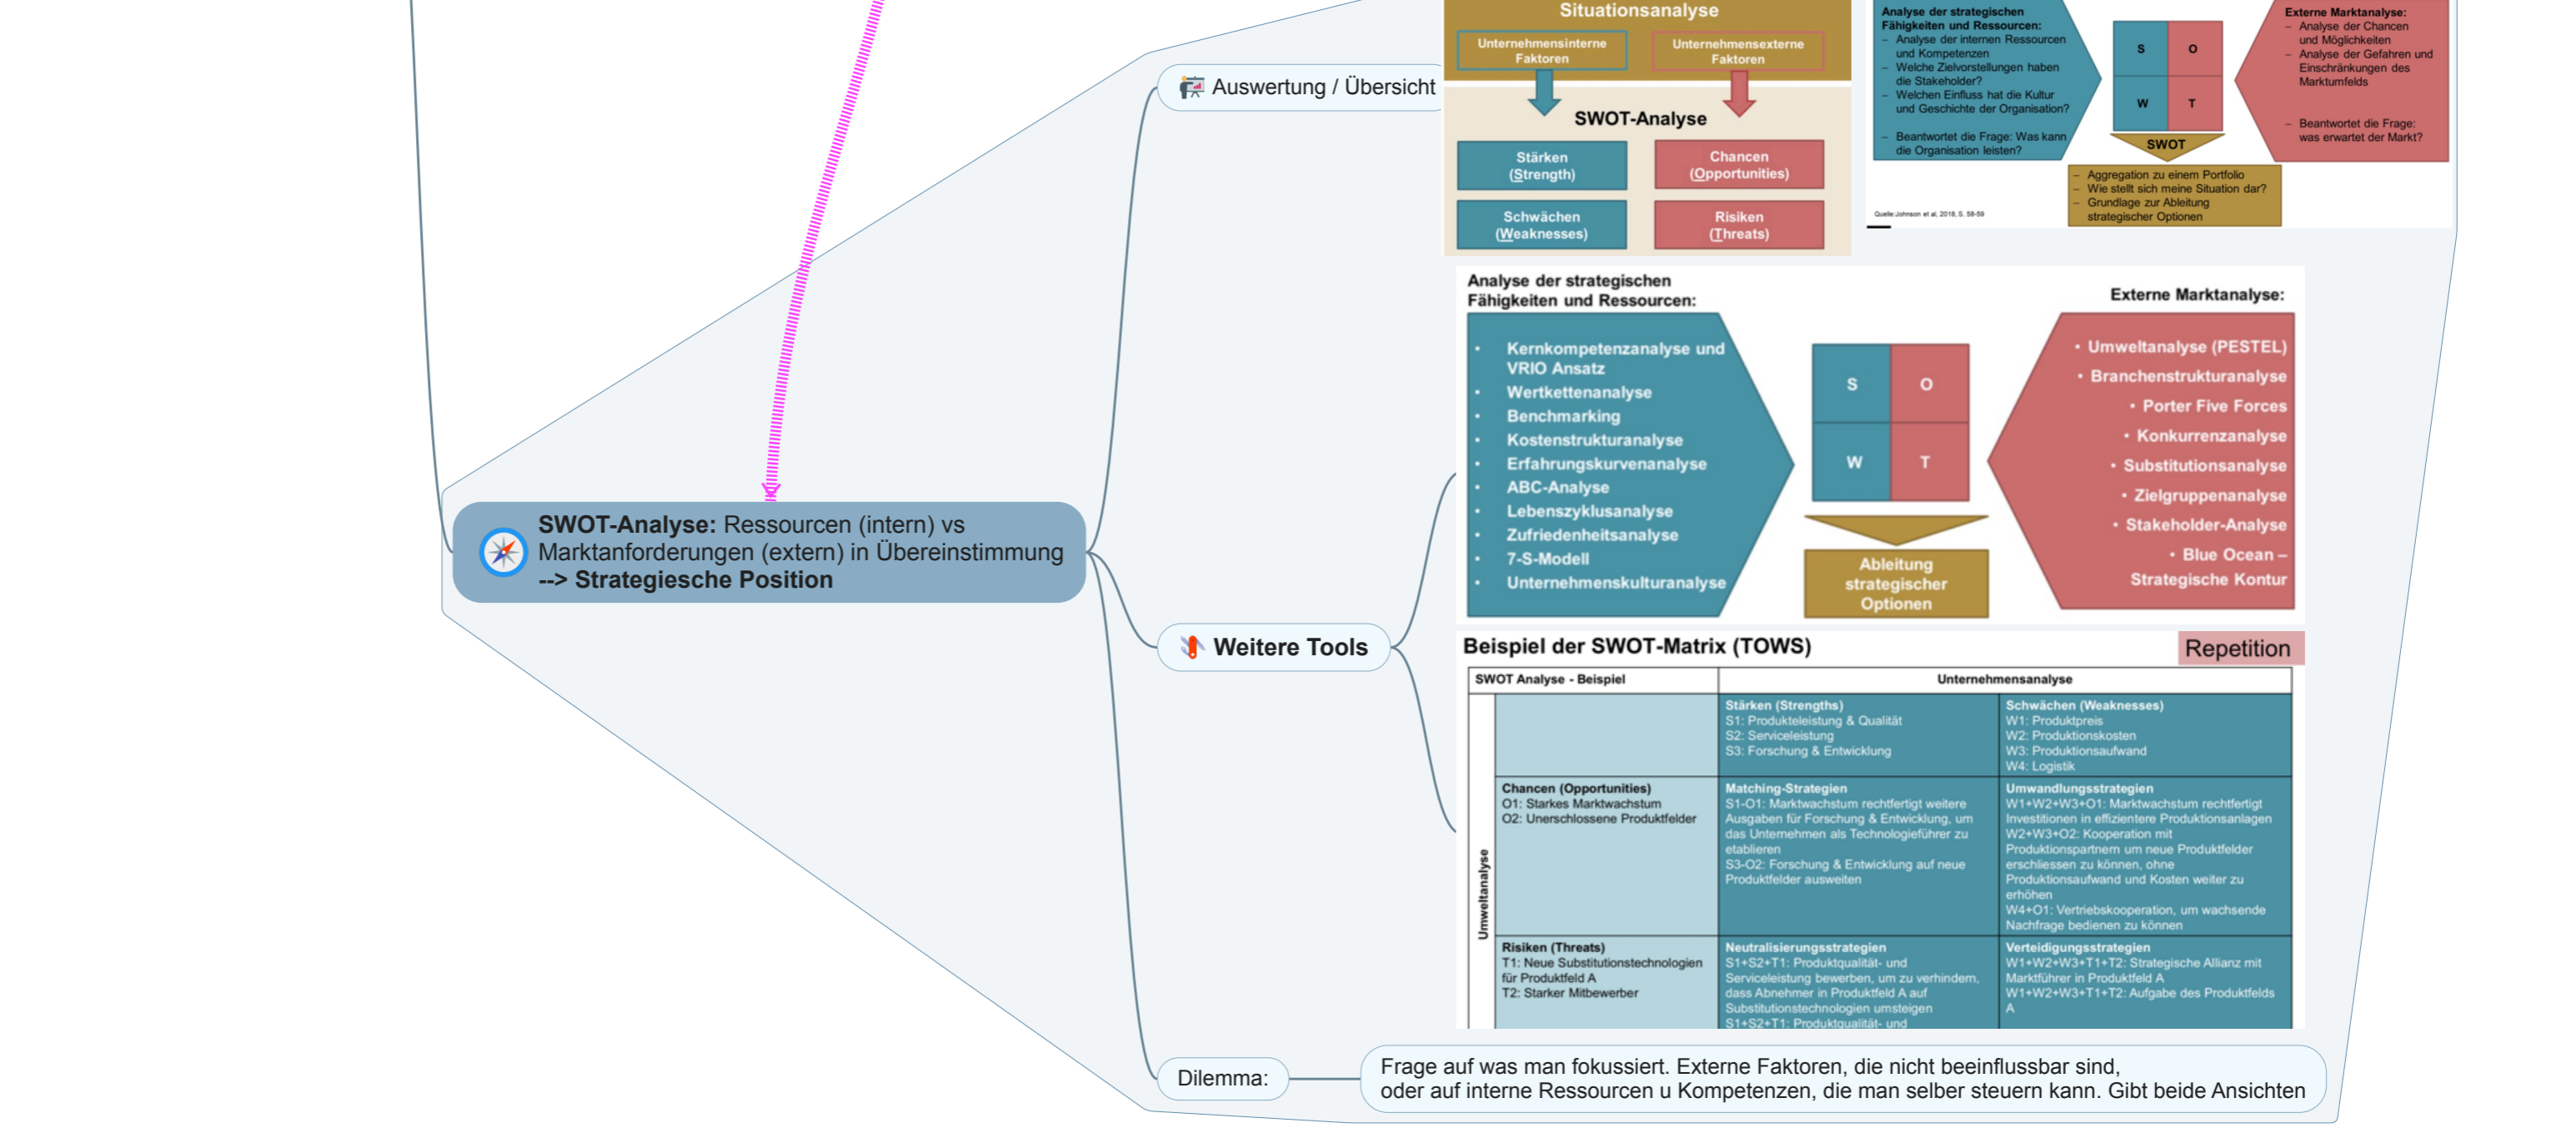 Situationsanalyse
Unternehmensinterne
Faktoren
Unternehmensexterne
Faktoren
SWOT-Analyse
Stärken
(Strength)
Chancen
(Opportunities)
Schwächen
(Weaknesses)
Risiken
(Threats)
Analyse der strategischen
Fähigkeiten und Ressourcen:
– Analyse der internen Ressourcen
und Kompetenzen
– Welche Zielvorstellungen haben
die Stakeholder?
– Welchen Einfluss hat die Kultur
und Geschichte der Organisation?
– Beantwortet die Frage: Was kann
die Organisation leisten?
S
O
W
T
SWOT
Externe Marktanalyse:
– Analyse der Chancen
und Möglichkeiten
– Analyse der Gefahren und
Einschränkungen des
Marktumfelds
– Beantwortet die Frage:
was erwartet der Markt?
– Aggregation zu einem Portfolio
– Wie stellt sich meine Situation dar?
– Grundlage zur Ableitung
strategischer Optionen
Quelle:Johnson et al, 2018, S. 58-59
Auswertung / Übersicht
SWOT-Analyse: Ressourcen (intern) vs
Marktanforderungen (extern) in Übereinstimmung
--> Strategiesche Position
Weitere Tools
Analyse der strategischen
Fähigkeiten und Ressourcen:
• Kernkompetenzanalyse und
VRIO Ansatz
• Wertkettenanalyse
• Benchmarking
• Kostenstrukturanalyse
• Erfahrungskurvenanalyse
• ABC-Analyse
• Lebenszyklusanalyse
• Zufriedenheitsanalyse
• 7-S-Modell
• Unternehmenskulturanalyse
S
O
W
T
Ableitung
strategischer
Optionen
Externe Marktanalyse:
• Umweltanalyse (PESTEL)
• Branchenstrukturanalyse
• Porter Five Forces
• Konkurrenzanalyse
• Substitutionsanalyse
• Zielgruppenanalyse
• Stakeholder-Analyse
• Blue Ocean –
Strategische Kontur
Beispiel der SWOT-Matrix (TOWS)
Repetition
SWOT Analyse - Beispiel
Unternehmensanalyse
Umweltanalyse
Stärken (Strengths)
S1: Produkteleistung & Qualität
S2: Serviceleistung
S3: Forschung & Entwicklung
Schwächen (Weaknesses)
W1: Produktpreis
W2: Produktionskosten
W3: Produktionsaufwand
W4: Logistik
Chancen (Opportunities)
O1: Starkes Marktwachstum
O2: Unerschlossene Produktfelder
Matching-Strategien
S1-O1: Marktwachstum rechtfertigt weitere
Ausgaben für Forschung & Entwicklung, um
das Unternehmen als Technologieführer zu
etablieren
S3-O2: Forschung & Entwicklung auf neue
Produktfelder ausweiten
Umwandlungsstrategien
W1+W2+W3+O1: Marktwachstum rechtfertigt
Investitionen in effizientere Produktionsanlagen
W2+W3+O2: Kooperation mit
Produktionspartnern um neue Produktfelder
erschliessen zu können, ohne
Produktionsaufwand und Kosten weiter zu
erhöhen
W4+O1: Vertriebskooperation, um wachsende
Nachfrage bedienen zu können
Risiken (Threats)
T1: Neue Substitutionstechnologien
für Produktfeld A
T2: Starker Mitbewerber
Neutralisierungsstrategien
S1+S2+T1: Produktqualität- und
Serviceleistung bewerben, um zu verhindern,
dass Abnehmer in Produktfeld A auf
Substitutionstechnologien umsteigen
S1+S2+T1: Produktqualität- und
Verteidigungsstrategien
W1+W2+W3+T1+T2: Strategische Allianz mit
Marktführer in Produktfeld A
W1+W2+W3+T1+T2: Aufgabe des Produktfelds
A
Dilemma:
Frage auf was man fokussiert. Externe Faktoren, die nicht beeinflussbar sind,
oder auf interne Ressourcen u Kompetenzen, die man selber steuern kann. Gibt beide Ansichten